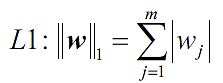 L1: ‖w‖₁ = ∑ⱼ₌₁ᵐ |wⱼ|